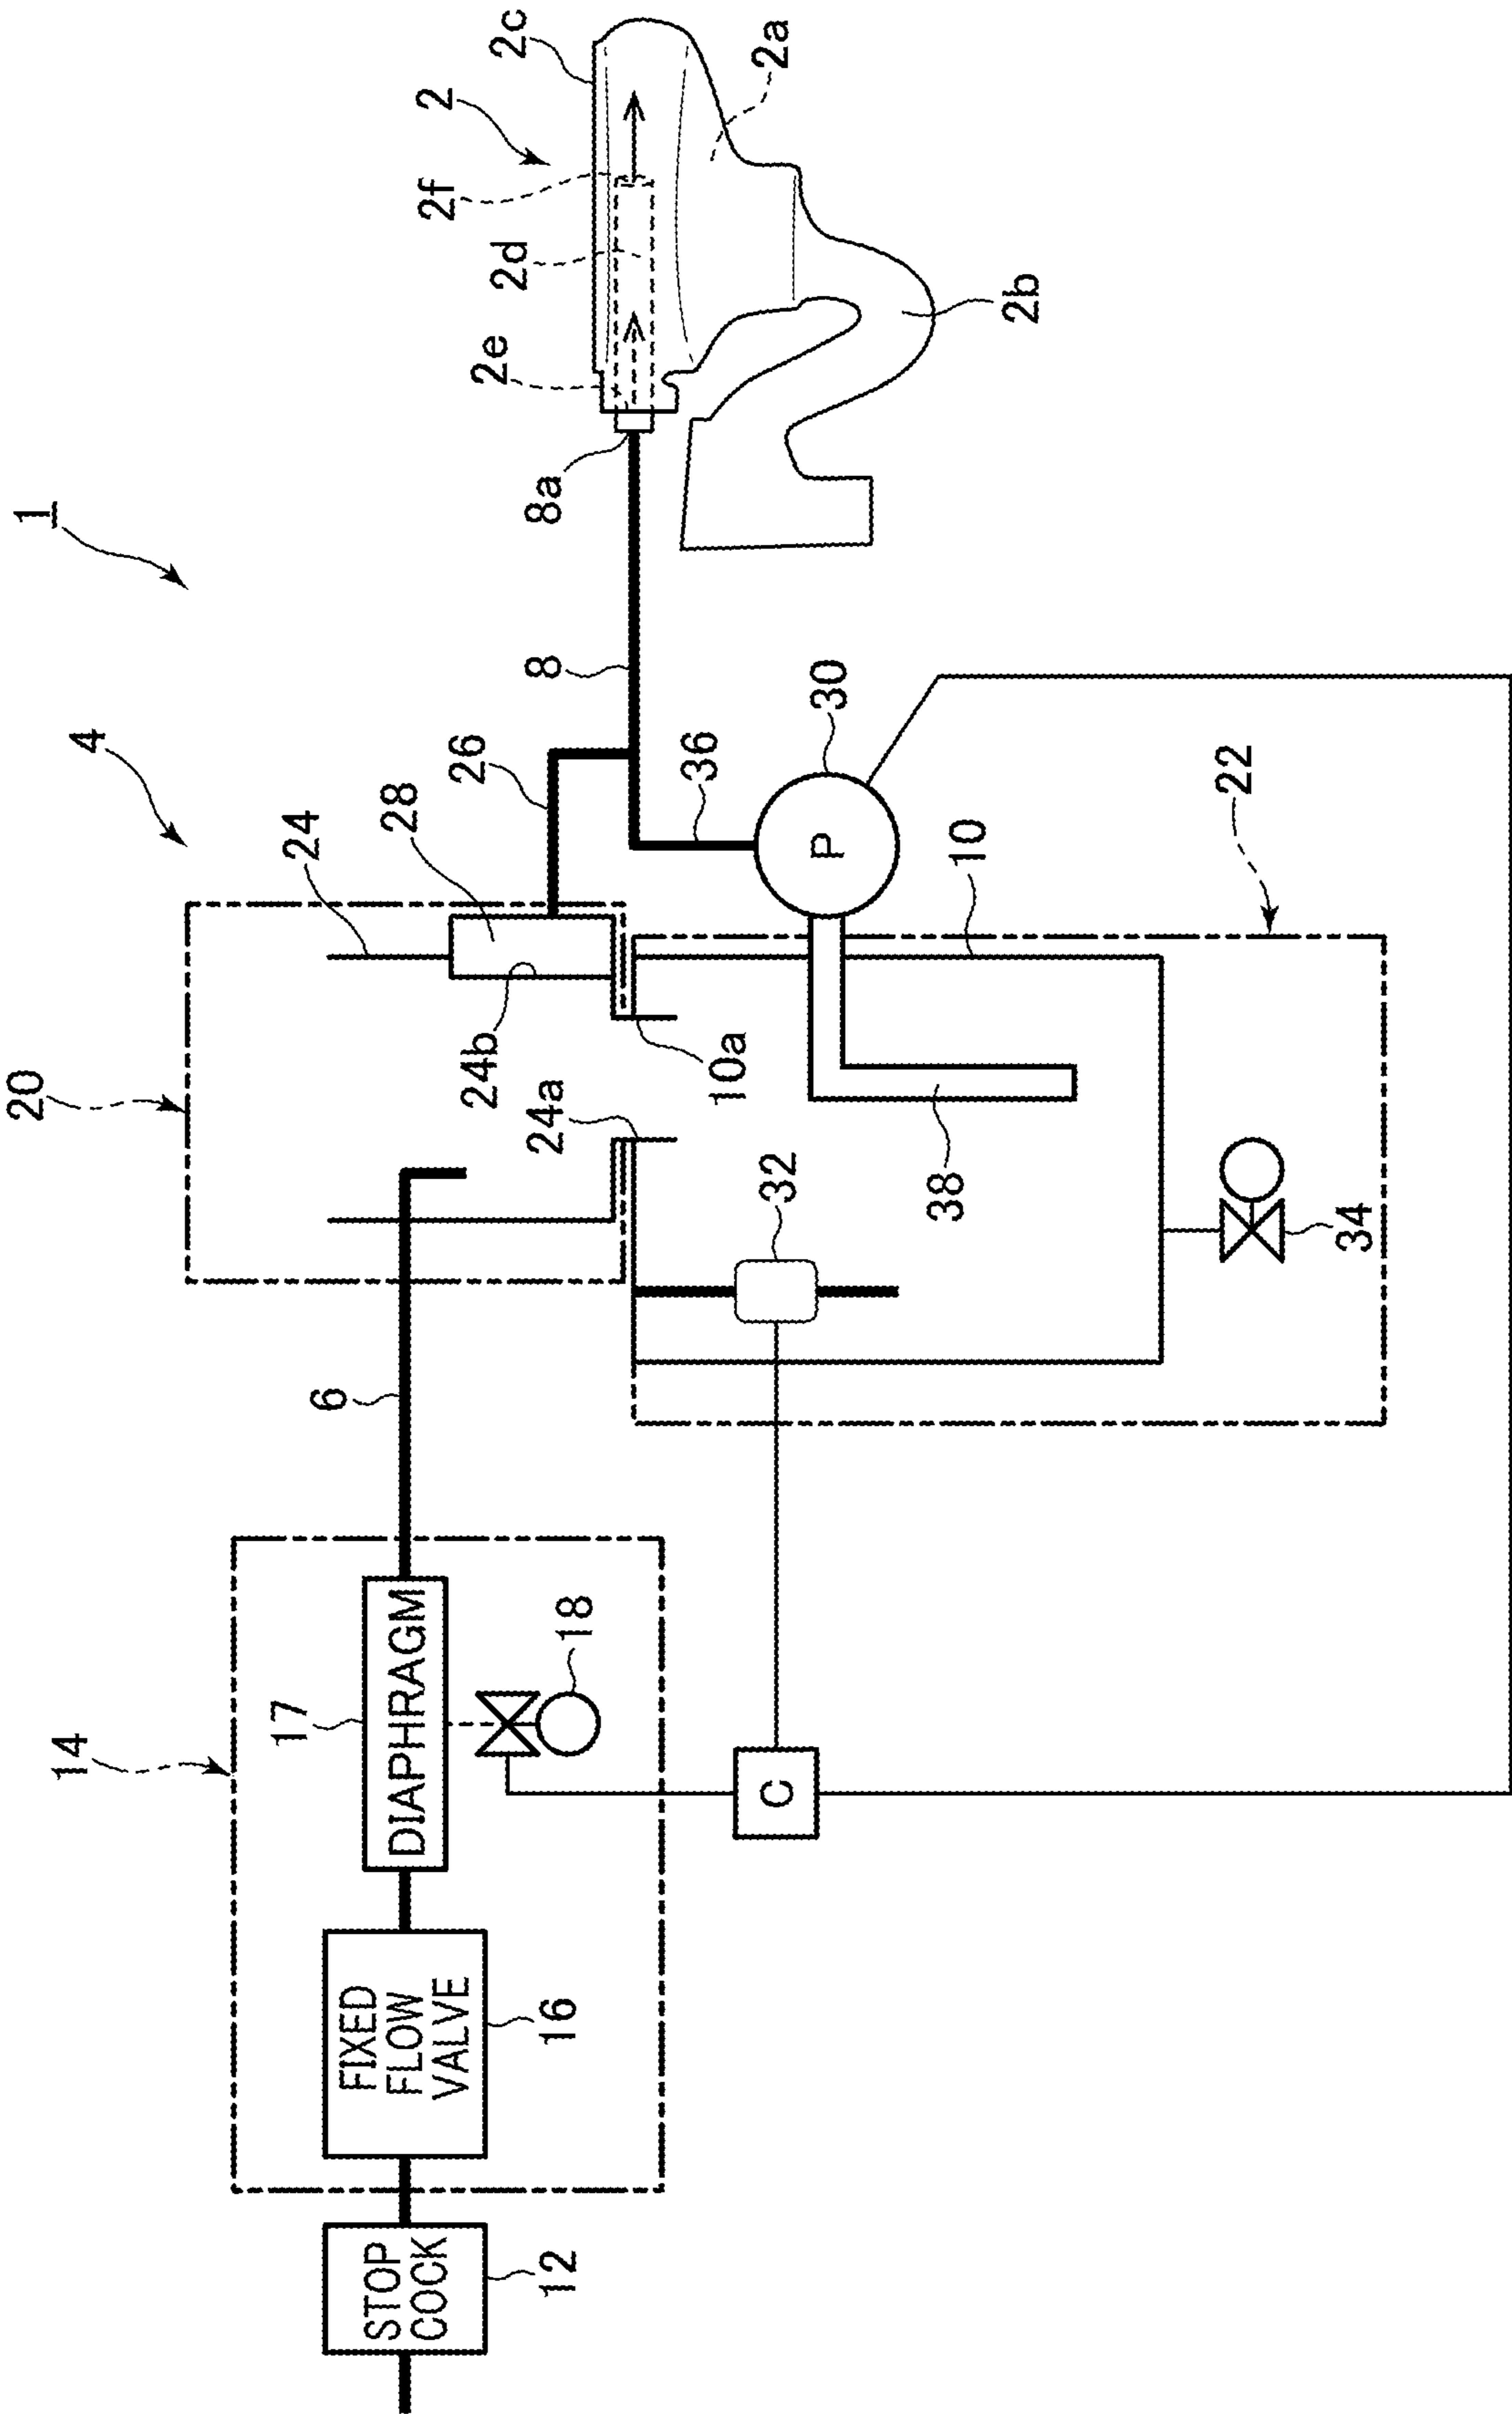 1
4
20
24
28
26
24b
24a
10a
2
2c
2f
2d
2e
2a
2b
8a
8
36
30
P
10
22
38
32
34
6
14
17
DIAPHRAGM
18
C
FIXED
FLOW
VALVE
16
STOP
COCK
12